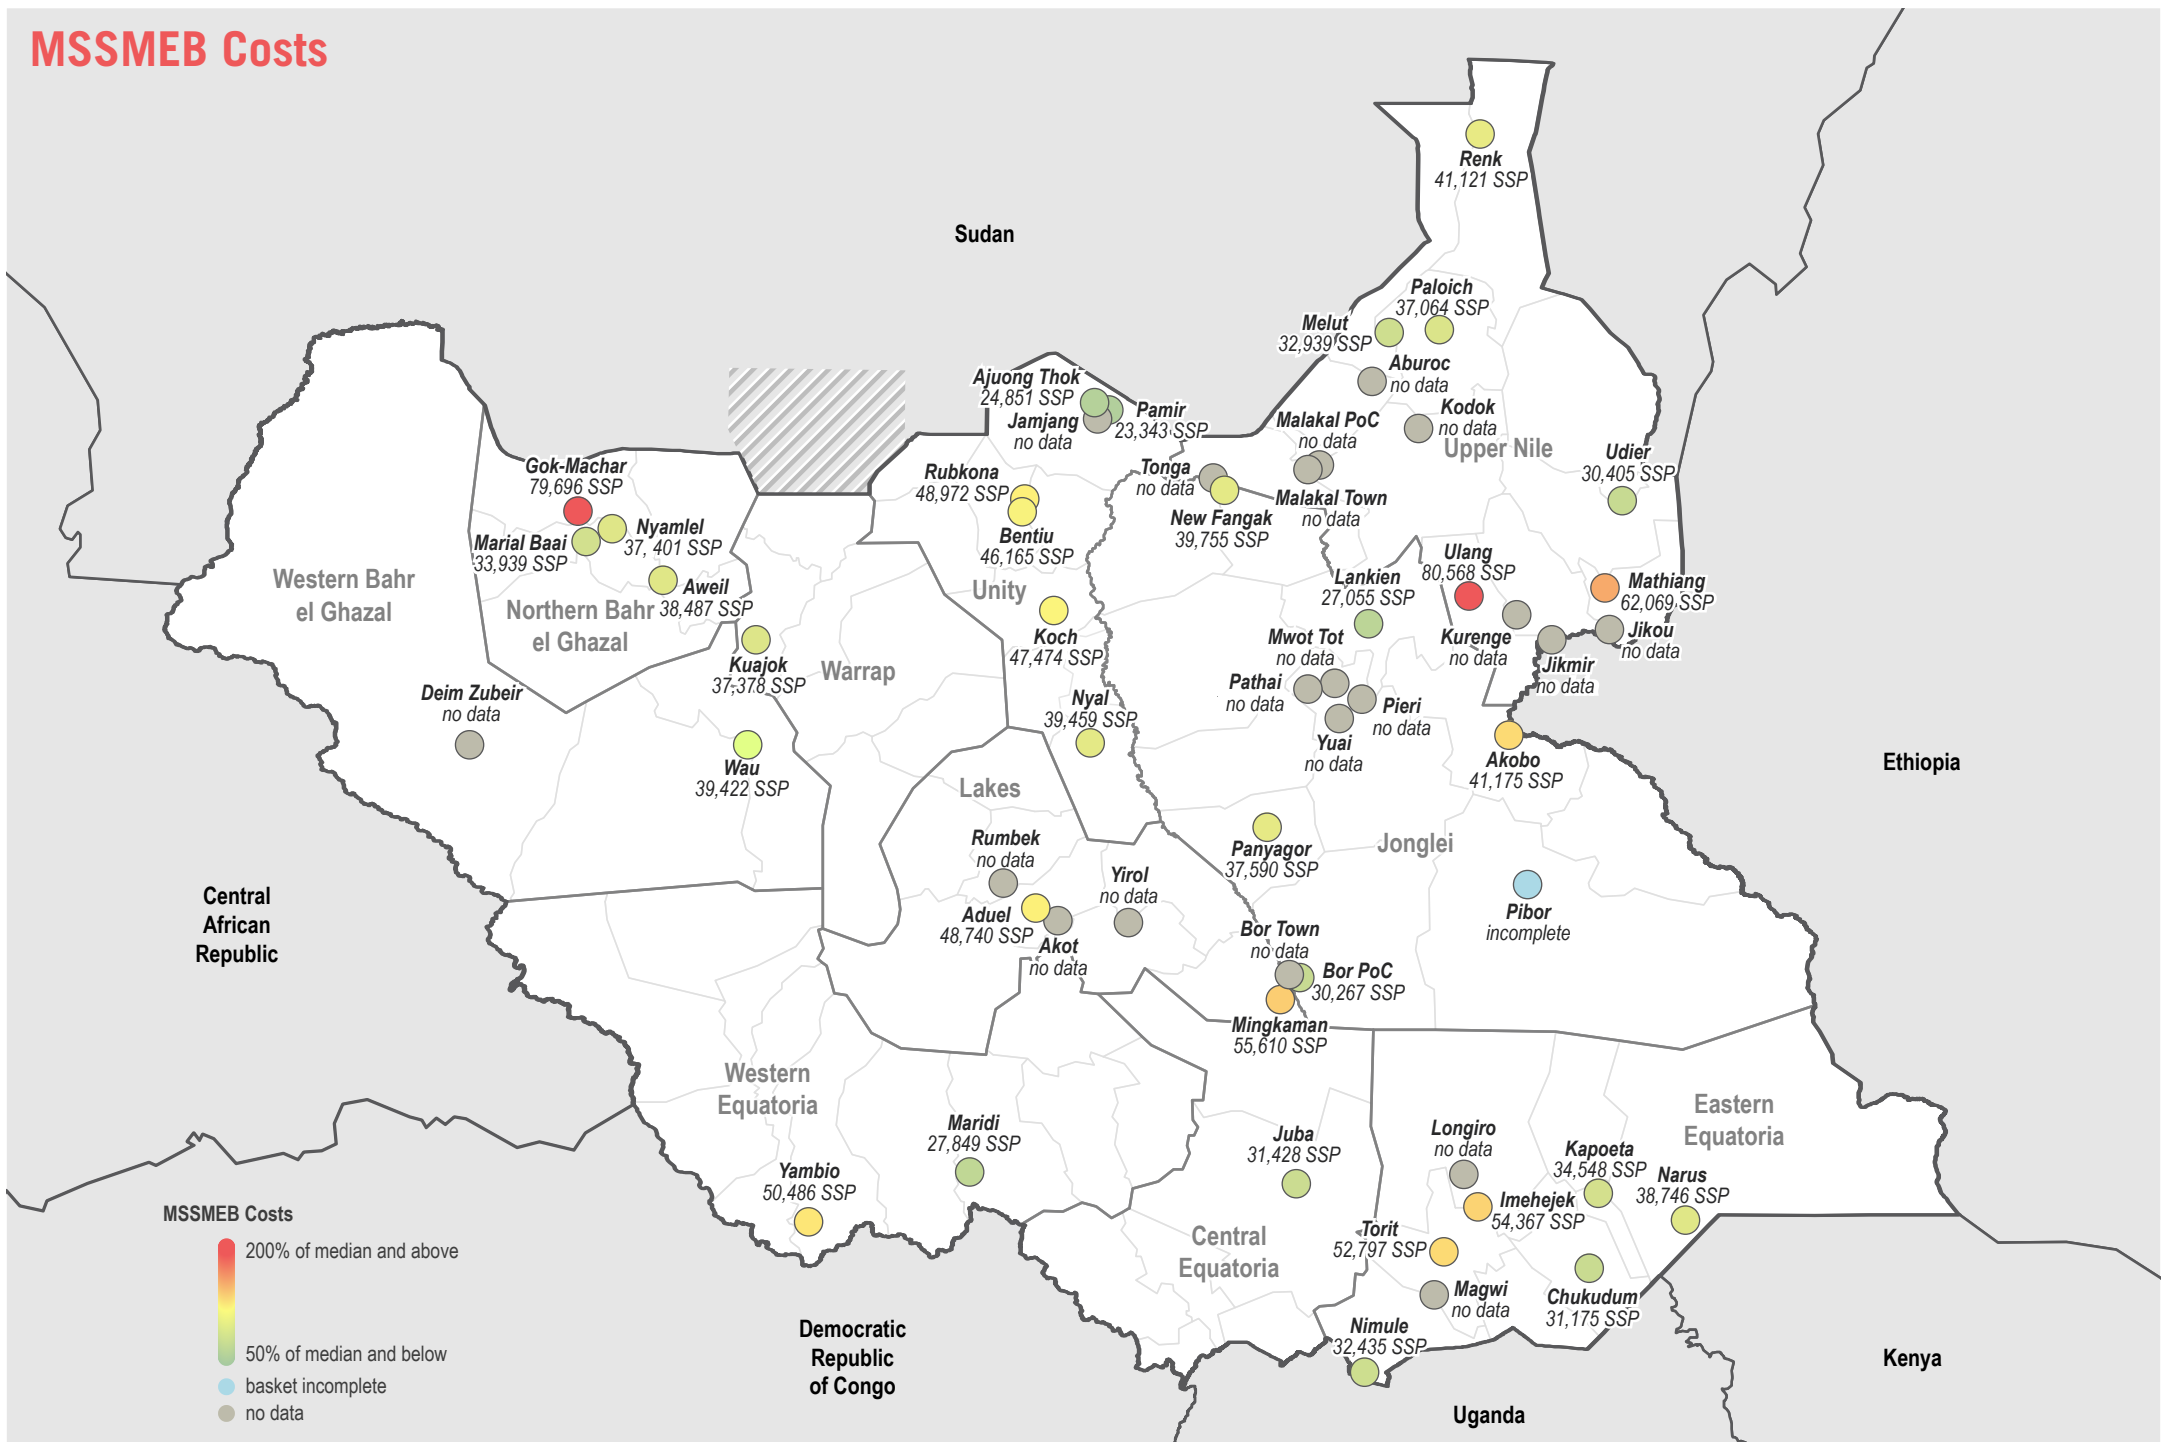 MSSMEB Costs
Renk
41,121 SSP
Sudan
Paloich
37,064 SSP
Melut
32,939 SSP
Aburoc
no data
Ajuong Thok
24,851 SSP
Jamjang
no data
Pamir
23,343 SSP
Malakal PoC
no data
Kodok
no data
Upper Nile
Udier
30,405 SSP
Gok-Machar
79,696 SSP
Rubkona
48,972 SSP
Tonga
no data
Malakal Town
no data
New Fangak
39,755 SSP
Nyamlel
37, 401 SSP
Marial Baai
33,939 SSP
Bentiu
46,165 SSP
Ulang
80,568 SSP
Western Bahr
el Ghazal
Northern Bahr
el Ghazal
Aweil
38,487 SSP
Unity
Lankien
27,055 SSP
Mathiang
62,069 SSP
Koch
47,474 SSP
Mwot Tot
no data
Kurenge
no data
Jikou
no data
Jikmir
no data
Kuajok
37,378 SSP
Warrap
Deim Zubeir
no data
Nyal
39,459 SSP
Pathai
no data
Pieri
no data
Yuai
no data
Wau
39,422 SSP
Akobo
41,175 SSP
Ethiopia
Lakes
Rumbek
no data
Panyagor
37,590 SSP
Jonglei
Central
African
Republic
Yirol
no data
Aduel
48,740 SSP
Akot
no data
Pibor
incomplete
Bor Town
no data
Bor PoC
30,267 SSP
Mingkaman
55,610 SSP
Western
Equatoria
Eastern
Equatoria
Maridi
27,849 SSP
Juba
31,428 SSP
Longiro
no data
Kapoeta
34,548 SSP
Narus
38,746 SSP
Yambio
50,486 SSP
Imehejek
54,367 SSP
Torit
52,797 SSP
Central
Equatoria
Magwi
no data
Chukudum
31,175 SSP
Nimule
32,435 SSP
Democratic
Republic
of Congo
Kenya
Uganda
MSSMEB Costs
200% of median and above
50% of median and below
basket incomplete
no data